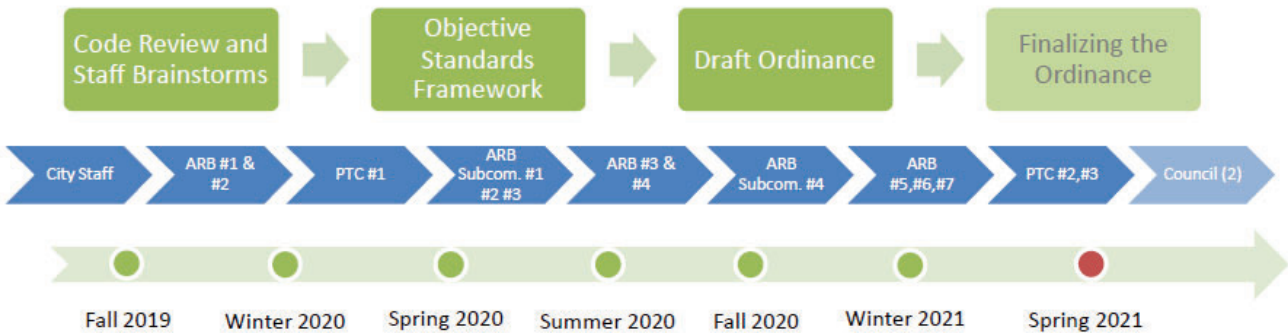 Code Review and
Staff Brainstorms
Objective
Standards
Framework
Draft Ordinance
Finalizing the
Ordinance
City Staff
ARB #1 &
#2
PTC #1
ARB
Subcom. #1
#2 #3
ARB #3 &
#4
ARB
Subcom. #4
ARB
#5,#6,#7
PTC #2,#3
Council (2)
Fall 2019
Winter 2020
Spring 2020
Summer 2020
Fall 2020
Winter 2021
Spring 2021